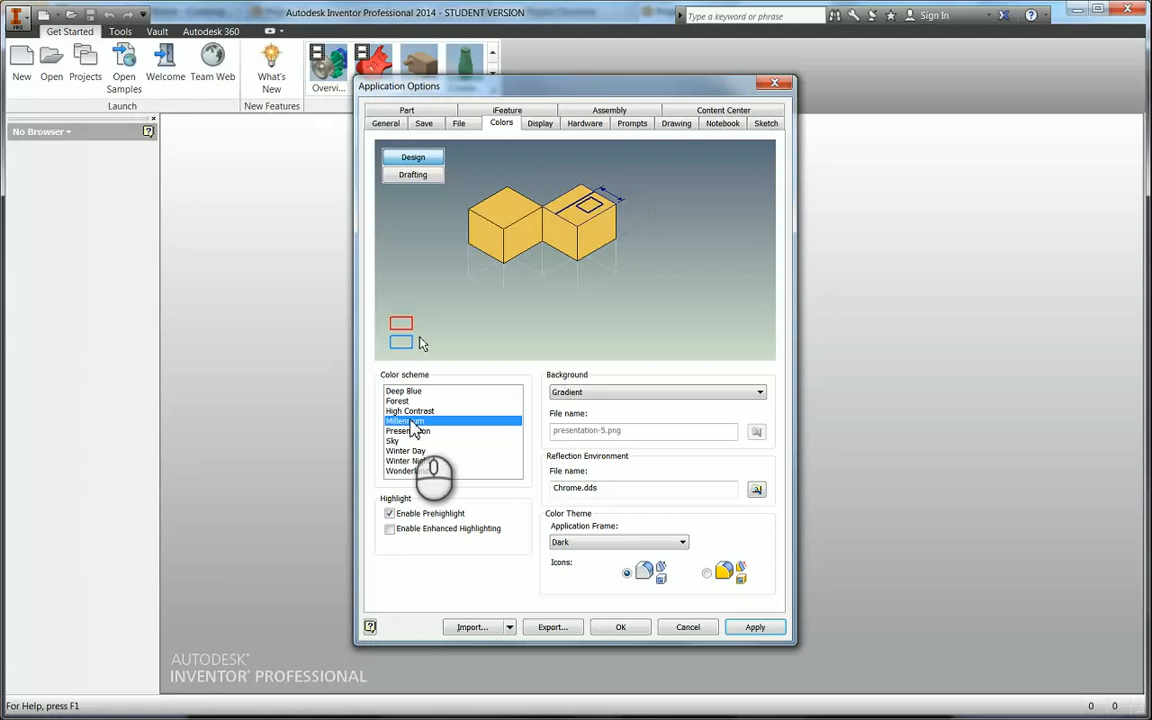 Autodesk Inventor Professional 2014 - STUDENT VERSION
Type a keyword or phrase
Sign In
PRO
Get Started Tools Vault Autodesk 360
New Open Projects Open Samples Welcome Team Web What's New Overvi...
Launch New Features
No Browser
Application Options
Part iFeature Assembly Content Center
General Save File Colors Display Hardware Prompts Drawing Notebook Sketch
Design
Drafting
Color scheme
Deep Blue
Forest
High Contrast
Millennium
Presentation
Sky
Winter Day
Winter
Highlight
Enable Prehighlight
Enable Enhanced Highlighting
Background
Gradient
File name:
presentation-5.png
Reflection Environment
File name:
Chrome.dds
Color Theme
Application Frame:
Dark
Icons:
Import... Export... OK Cancel Apply
AUTODESK
INVENTOR PROFESSIONAL
For Help, press F1
0 0